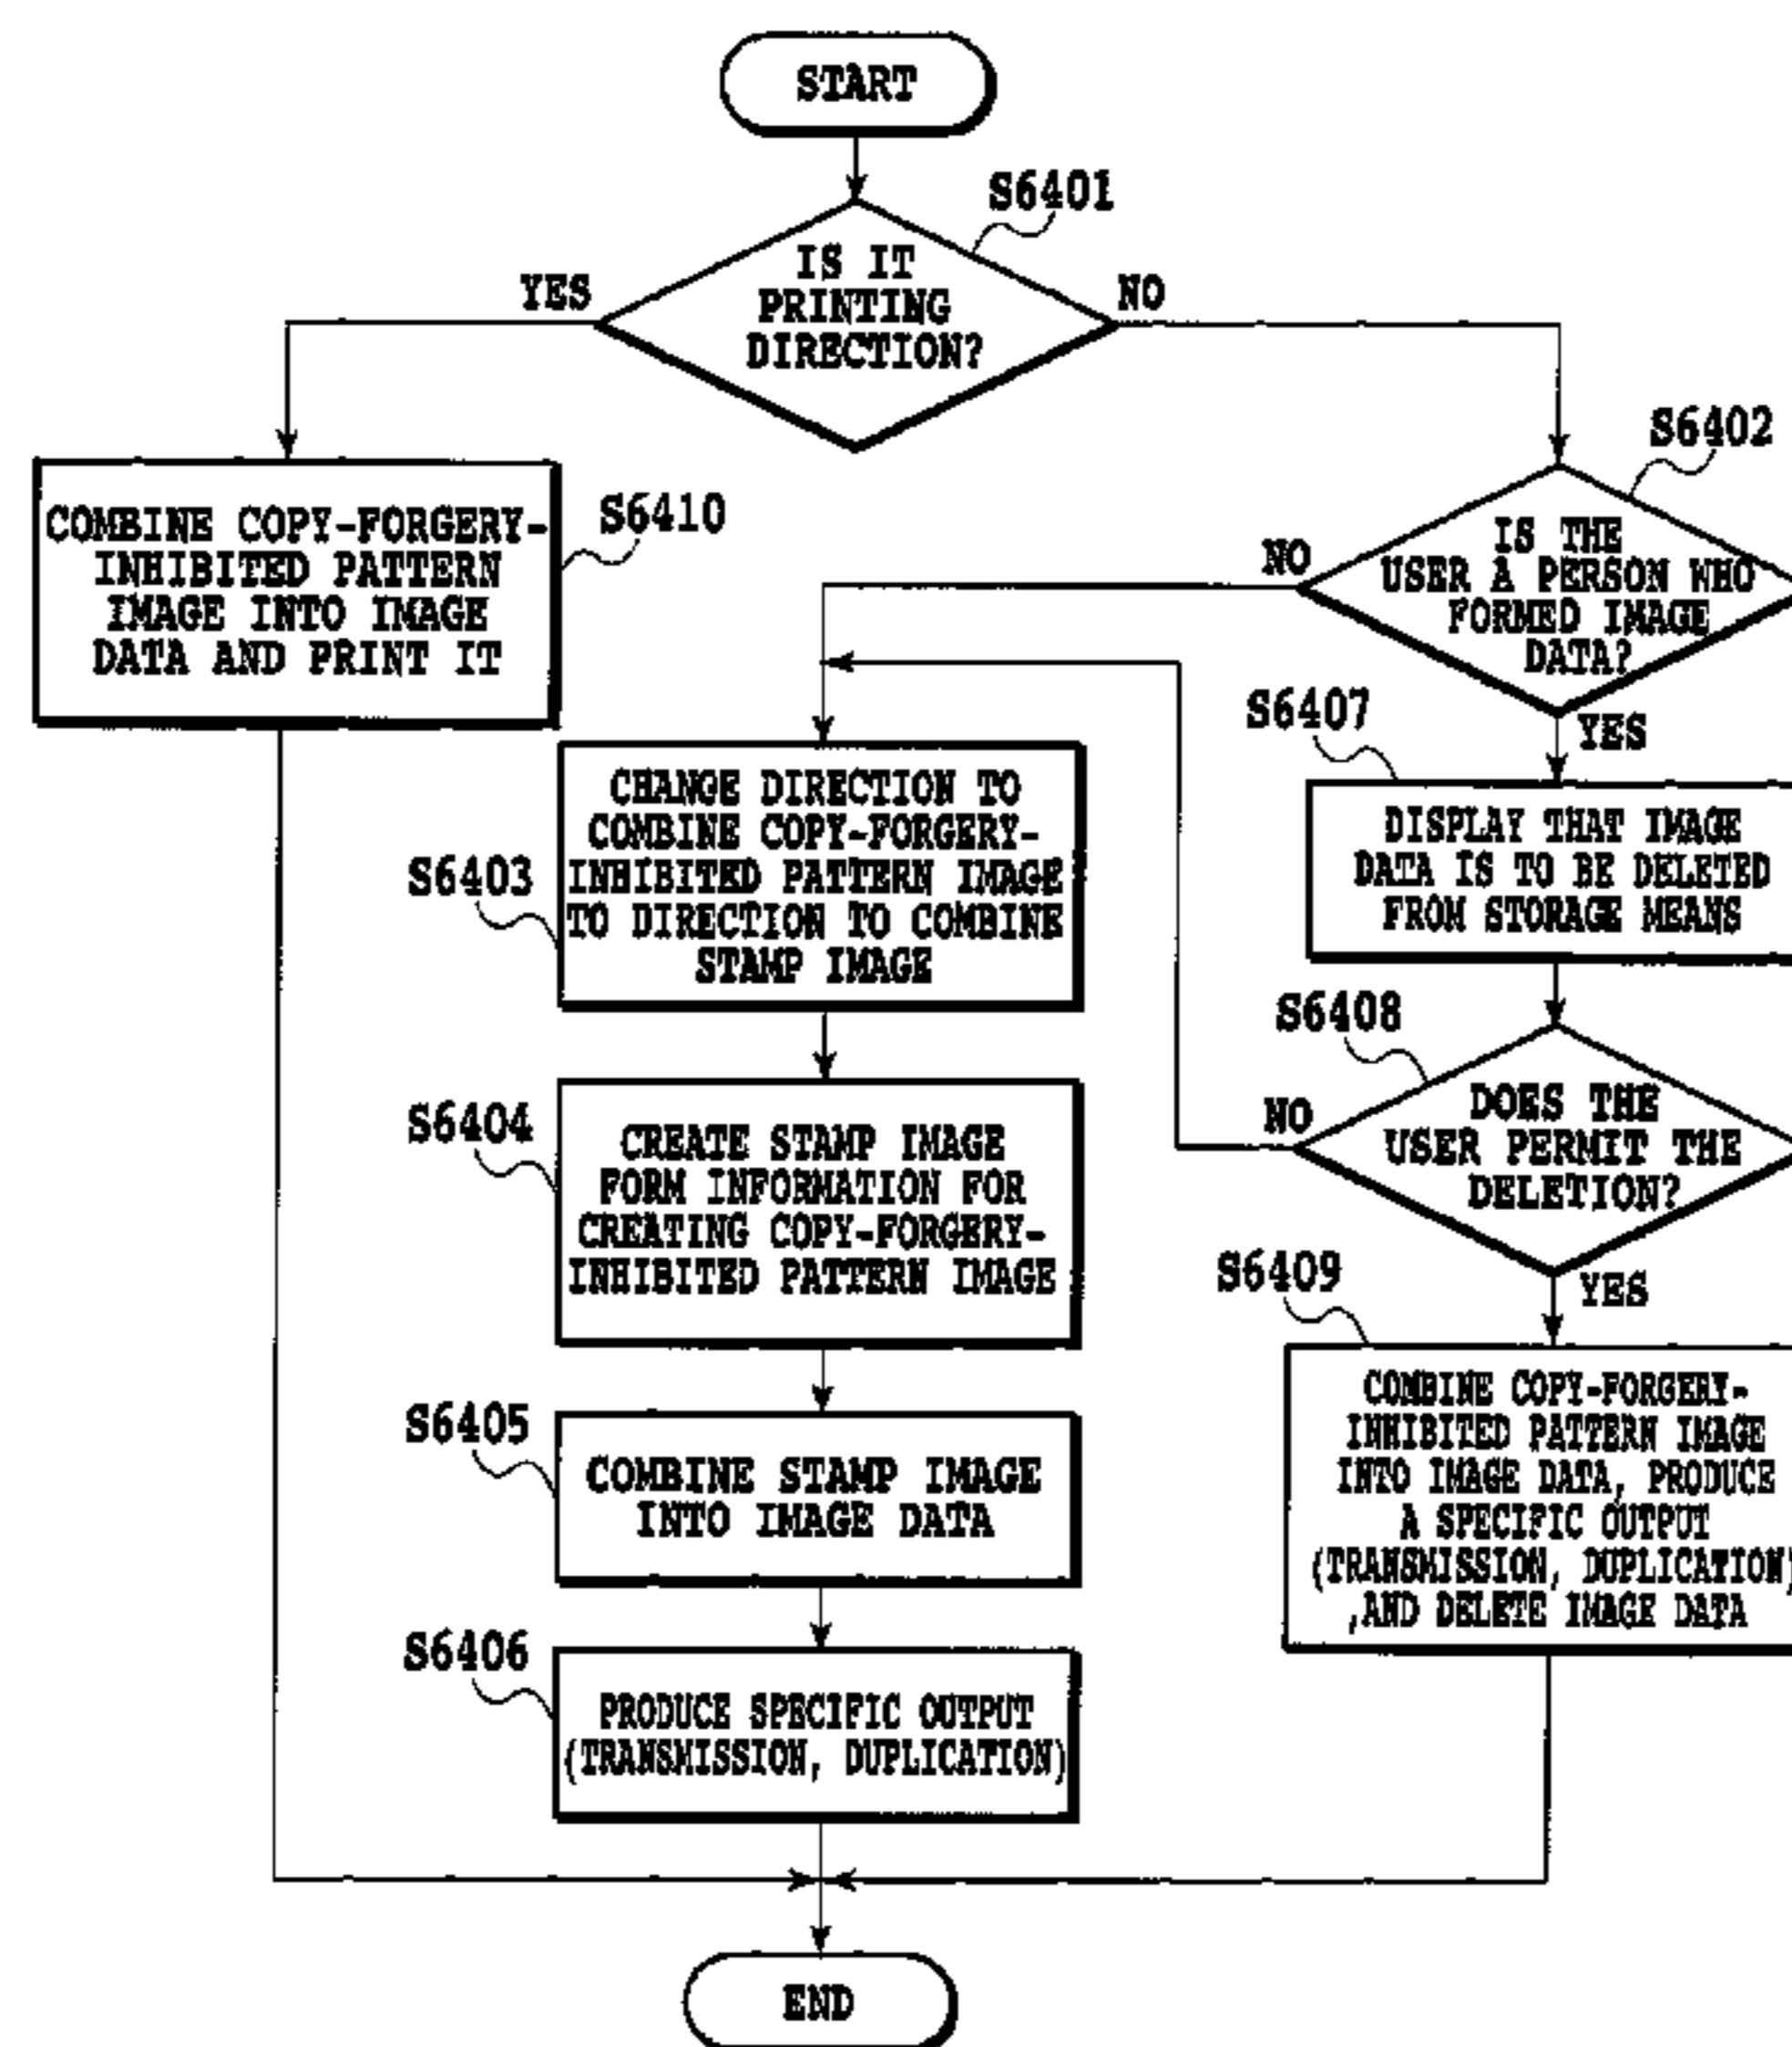 START
S6401
IS IT
PRINTING
DIRECTION?
YES
NO
S6402
IS THE
USER A PERSON WHO
FORMED IMAGE
DATA?
NO
YES
S6410
COMBINE COPY-FORGERY-
INHIBITED PATTERN
IMAGE INTO IMAGE
DATA AND PRINT IT
S6403
CHANGE DIRECTION TO
COMBINE COPY-FORGERY-
INHIBITED PATTERN IMAGE
TO DIRECTION TO COMBINE
STAMP IMAGE
S6407
DISPLAY THAT IMAGE
DATA IS TO BE DELETED
FROM STORAGE MEANS
S6408
DOES THE
USER PERMIT THE
DELETION?
NO
YES
S6404
CREATE STAMP IMAGE
FORM INFORMATION FOR
CREATING COPY-FORGERY-
INHIBITED PATTERN IMAGE
S6409
COMBINE COPY-FORGERY-
INHIBITED PATTERN IMAGE
INTO IMAGE DATA, PRODUCE
A SPECIFIC OUTPUT
(TRANSMISSION, DUPLICATION)
,AND DELETE IMAGE DATA
S6405
COMBINE STAMP IMAGE
INTO IMAGE DATA
S6406
PRODUCE SPECIFIC OUTPUT
(TRANSMISSION, DUPLICATION)
END